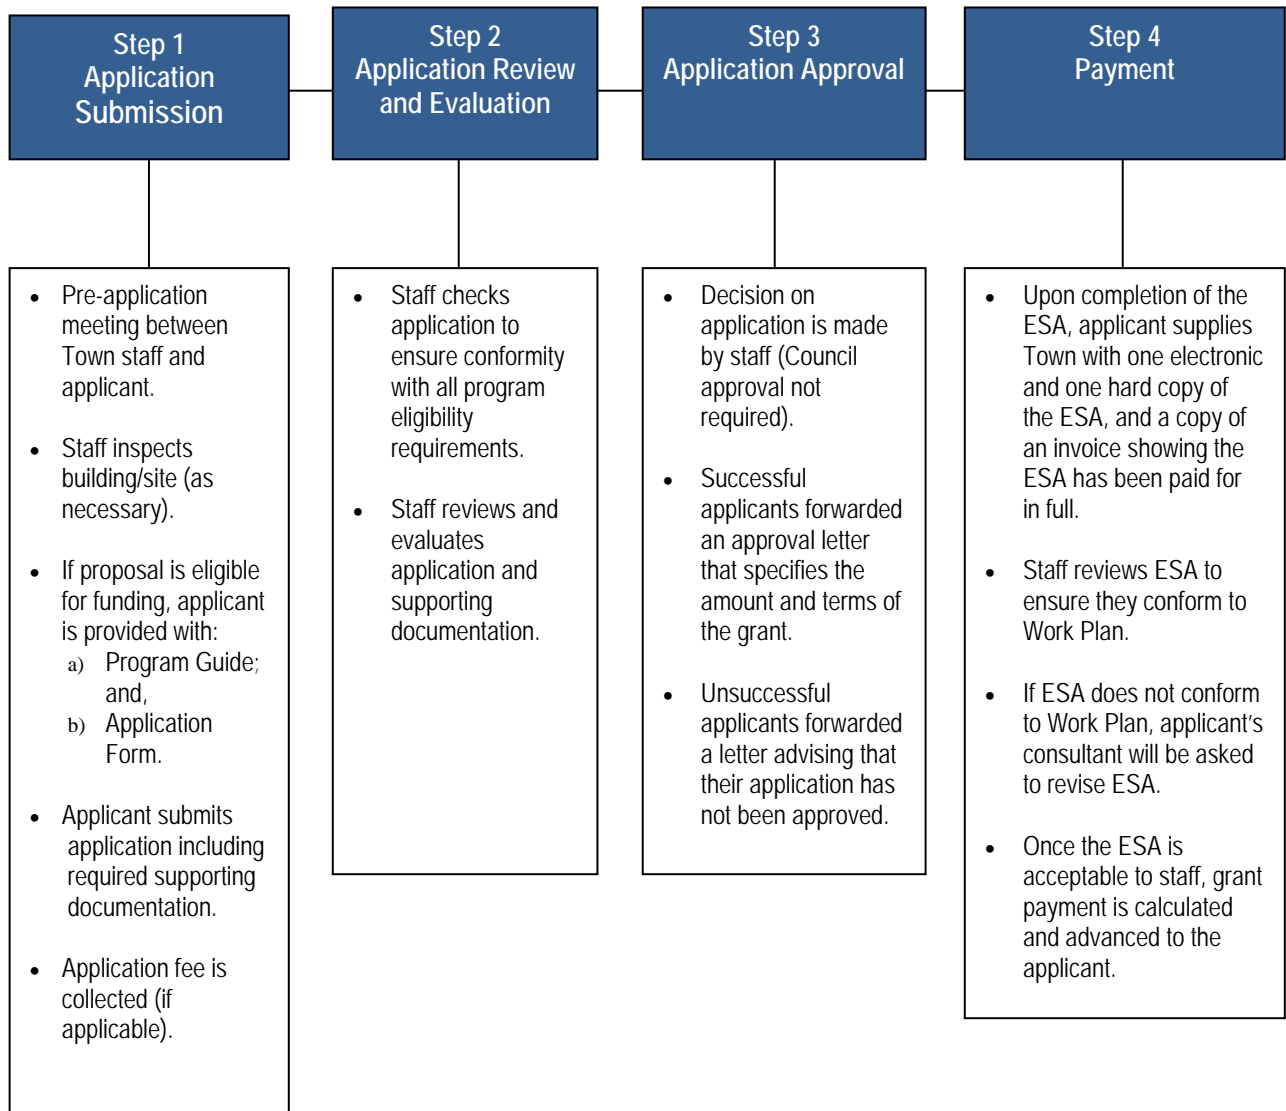 Step 1
Application
Submission
Step 2
Application Review
and Evaluation
Step 3
Application Approval
Step 4
Payment
• Pre-application
meeting between
Town staff and
applicant.
• Staff inspects
building/site (as
necessary).
• If proposal is eligible
for funding, applicant
is provided with:
a) Program Guide;
and,
b) Application
Form.
• Applicant submits
application including
required supporting
documentation.
• Application fee is
collected (if
applicable).
• Staff checks
application to
ensure conformity
with all program
eligibility
requirements.
• Staff reviews and
evaluates
application and
supporting
documentation.
• Decision on
application is made
by staff (Council
approval not
required).
• Successful
applicants forwarded
an approval letter
that specifies the
amount and terms of
the grant.
• Unsuccessful
applicants forwarded
a letter advising that
their application has
not been approved.
• Upon completion of the
ESA, applicant supplies
Town with one electronic
and one hard copy of
the ESA, and a copy of
an invoice showing the
ESA has been paid for
in full.
• Staff reviews ESA to
ensure they conform to
Work Plan.
• If ESA does not conform
to Work Plan, applicant's
consultant will be asked
to revise ESA.
• Once the ESA is
acceptable to staff, grant
payment is calculated
and advanced to the
applicant.